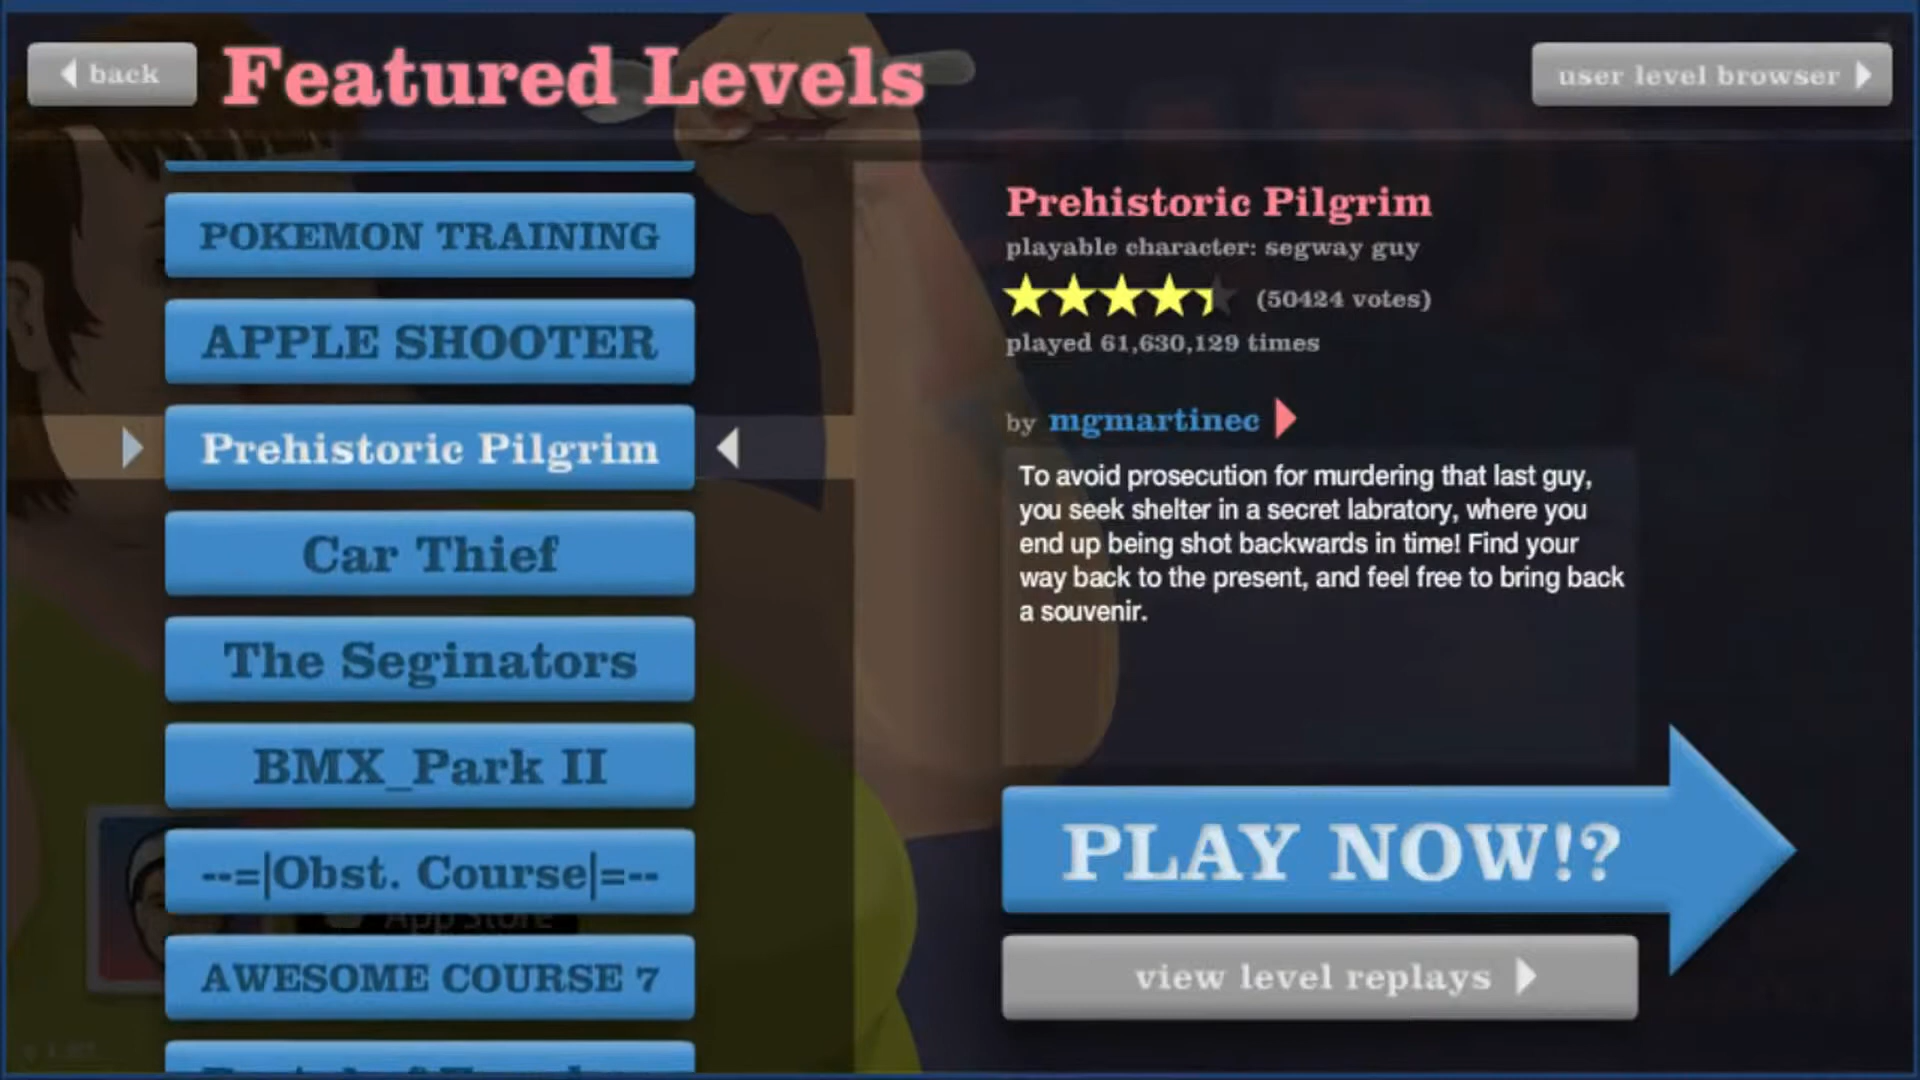 back
Featured Levels
user level browser
POKEMON TRAINING
APPLE SHOOTER
Prehistoric Pilgrim
Car Thief
The Seginators
BMX_Park II
--=|Obst. Course|=--
App Store
AWESOME COURSE 7
Prehistoric Pilgrim
playable character: segway guy
(50424 votes)
played 61,630,129 times
by mgmartinec
To avoid prosecution for murdering that last guy,
you seek shelter in a secret labratory, where you
end up being shot backwards in time! Find your
way back to the present, and feel free to bring back
a souvenir.
PLAY NOW!?
view level replays